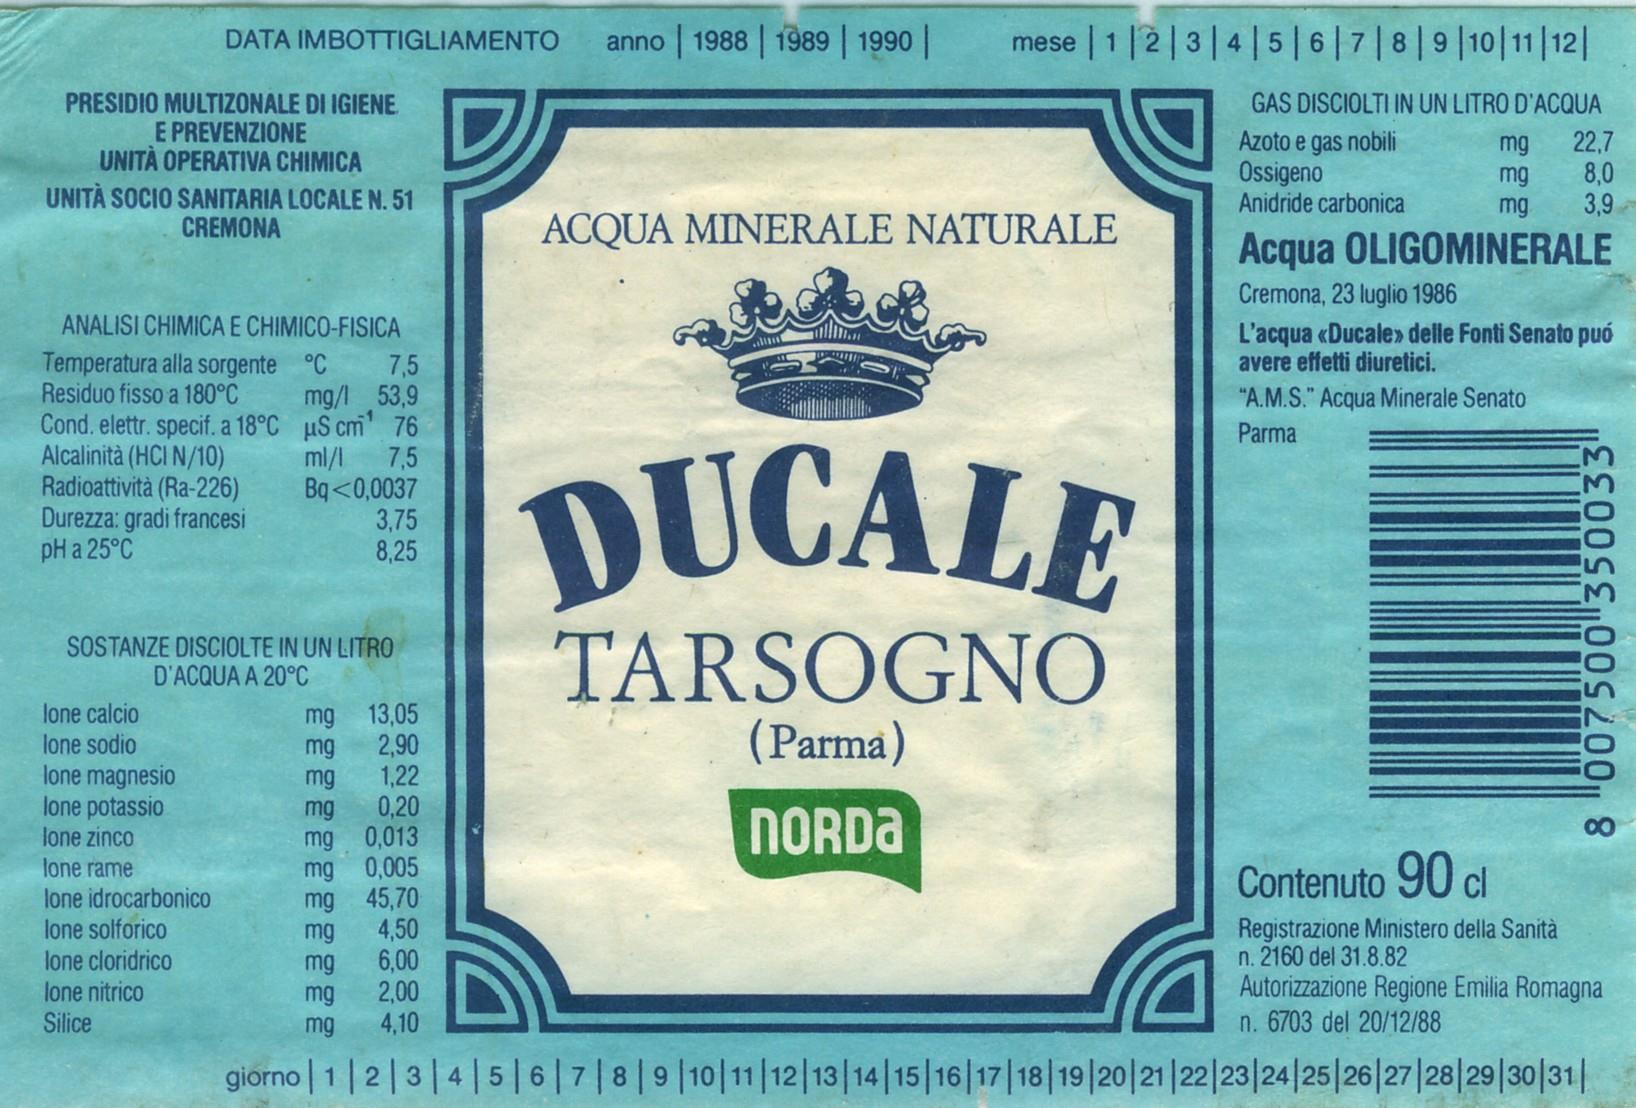 DATA IMBOTTIGLIAMENTO anno | 1988 | 1989 | 1990 | mese | 1 | 2 | 3 | 4 | 5 | 6 | 7 | 8 | 9 |10|11|12|
PRESIDIO MULTIZONALE DI IGIENE
E PREVENZIONE
UNITÀ OPERATIVA CHIMICA
UNITÀ SOCIO SANITARIA LOCALE N. 51
CREMONA
ANALISI CHIMICA E CHIMICO-FISICA
Temperatura alla sorgente °C 7,5
Residuo fisso a 180°C mg/l 53,9
Cond. elettr. specif. a 18°C µS cm⁻¹ 76
Alcalinità (HCl N/10) ml/l 7,5
Radioattività (Ra-226) Bq<0,0037
Durezza: gradi francesi 3,75
pH a 25°C 8,25
SOSTANZE DISCIOLTE IN UN LITRO
D'ACQUA A 20°C
Ione calcio mg 13,05
Ione sodio mg 2,90
Ione magnesio mg 1,22
Ione potassio mg 0,20
Ione zinco mg 0,013
Ione rame mg 0,005
Ione idrocarbonico mg 45,70
Ione solforico mg 4,50
Ione cloridrico mg 6,00
Ione nitrico mg 2,00
Silice mg 4,10
ACQUA MINERALE NATURALE
DUCALE
TARSOGNO
(Parma)
NORDa
GAS DISCIOLTI IN UN LITRO D'ACQUA
Azoto e gas nobili mg 22,7
Ossigeno mg 8,0
Anidride carbonica mg 3,9
Acqua OLIGOMINERALE
Cremona, 23 luglio 1986
L'acqua «Ducale» delle Fonti Senato puó
avere effetti diuretici.
"A.M.S." Acqua Minerale Senato
Parma
8 007500 350033
Contenuto 90 cl
Registrazione Ministero della Sanità
n. 2160 del 31.8.82
Autorizzazione Regione Emilia Romagna
n. 6703 del 20/12/88
giorno | 1 | 2 | 3 | 4 | 5 | 6 | 7 | 8 | 9 |10|11|12|13|14|15|16|17|18|19|20|21|22|23|24|25|26|27|28|29|30|31|